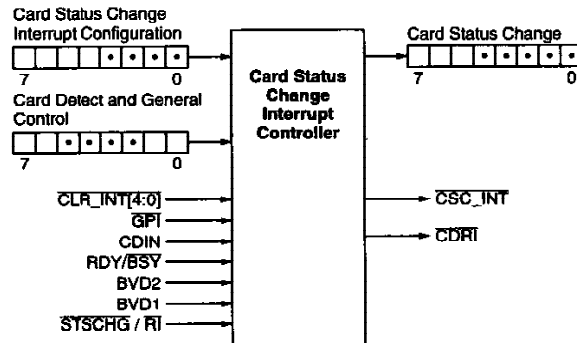 Card Status Change
Interrupt Configuration
7 0
Card Detect and General
Control
7 0
Card Status
Change
Interrupt
Controller
Card Status Change
7 0
CLR_INT[4:0]
GPI
CDIN
RDY/BSY
BVD2
BVD1
STSCHG / RI
CSC_INT
CDRI